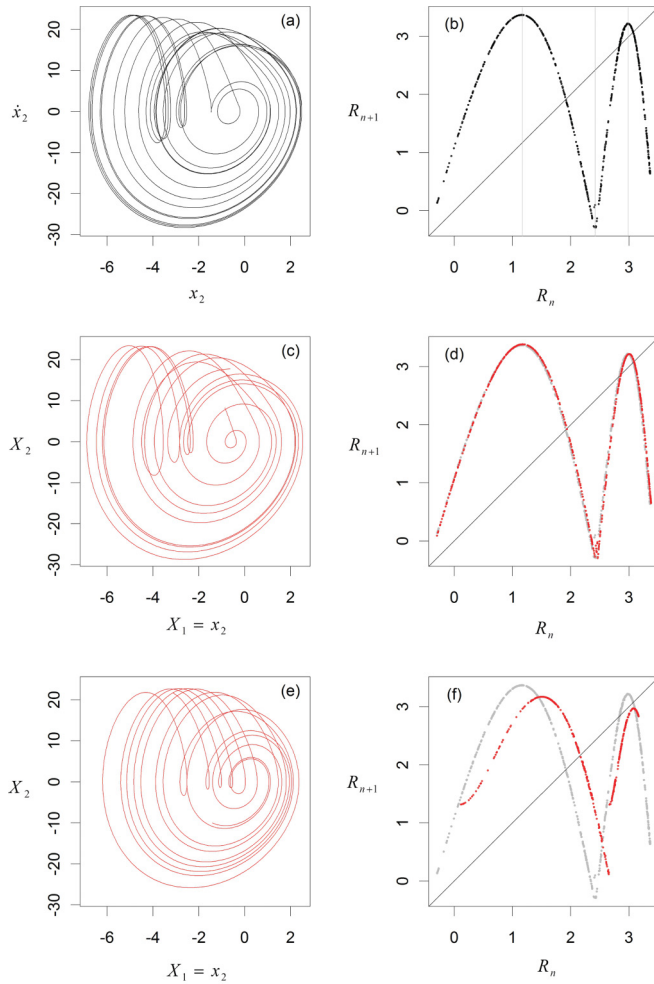 (a)
20
10
0
-10
-20
-30
ẋ₂
-6 -4 -2 0 2
x₂
(b)
3
2
1
0
Rₙ₊₁
0 1 2 3
Rₙ
(c)
20
10
0
-10
-20
-30
X₂
-6 -4 -2 0 2
X₁ = x₂
(d)
3
2
1
0
Rₙ₊₁
0 1 2 3
Rₙ
(e)
20
10
0
-10
-20
-30
X₂
-6 -4 -2 0 2
X₁ = x₂
(f)
3
2
1
0
Rₙ₊₁
0 1 2 3
Rₙ